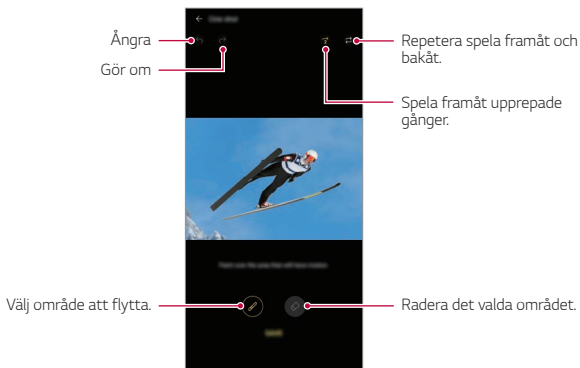 Ångra
Gör om
Repetera spela framåt och
bakåt.
Spela framåt upprepade
gånger.
Välj område att flytta.
Radera det valda området.